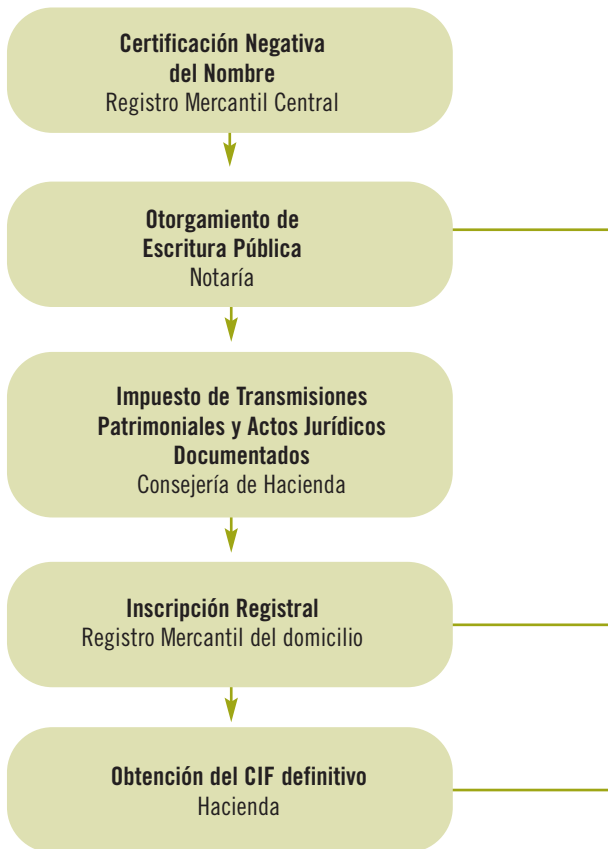 Certificación Negativa
del Nombre
Registro Mercantil Central
Otorgamiento de
Escritura Pública
Notaría
Impuesto de Transmisiones
Patrimoniales y Actos Jurídicos
Documentados
Consejería de Hacienda
Inscripción Registral
Registro Mercantil del domicilio
Obtención del CIF definitivo
Hacienda